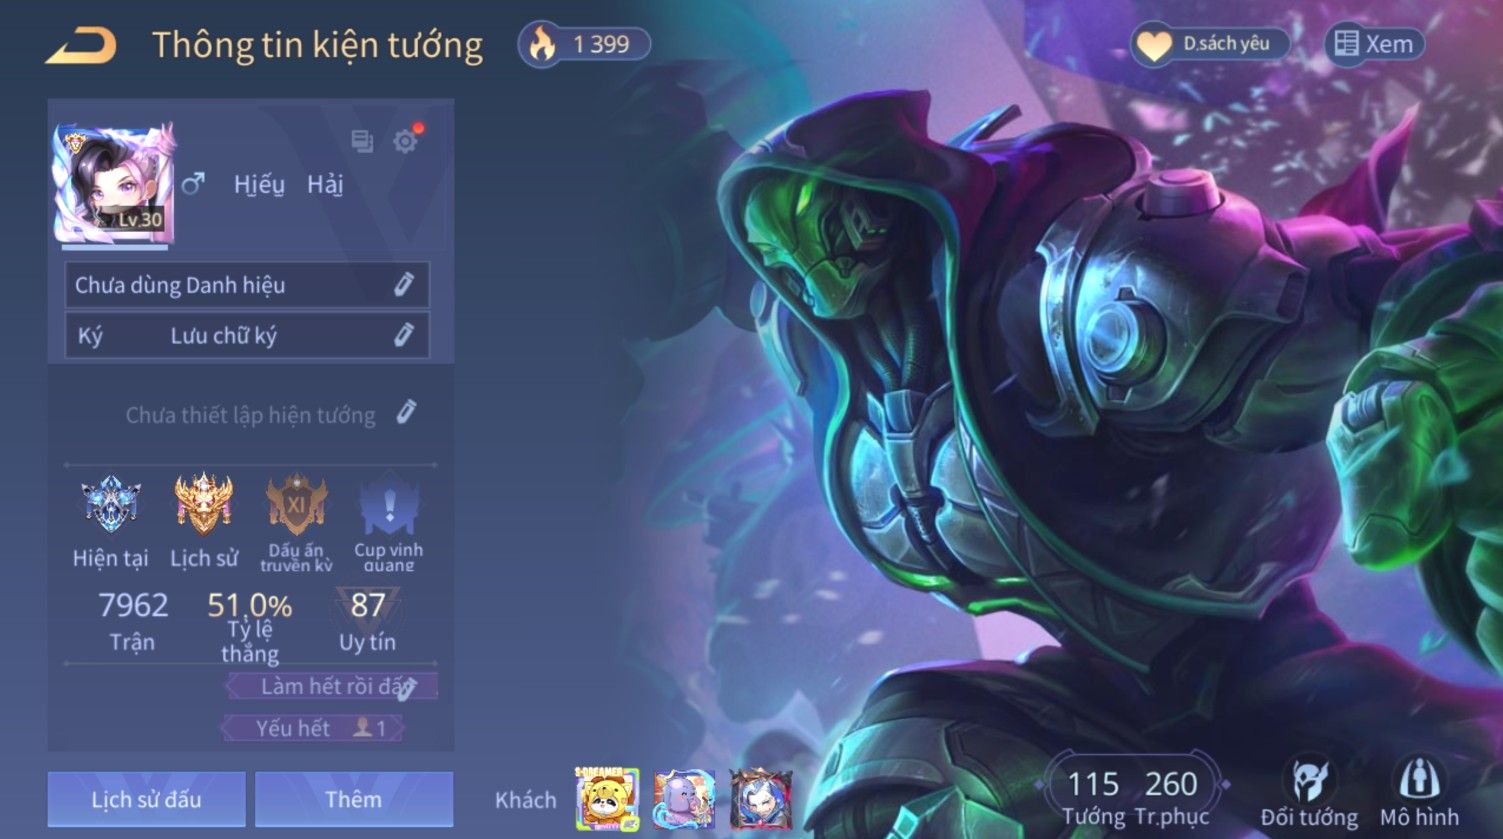 Thông tin kiện tướng
1 399
D.sách yêu
Xem
Lv.30
Hiếu Hải
Chưa dùng Danh hiệu
Ký Lưu chữ ký
Chưa thiết lập hiện tướng
XI
Hiện tại
Lịch sử
Dấu ấn
truyền kỳ
Cup vinh
quang
7962
Trận
51.0%
Tỷ lệ
thắng
87
Uy tín
Làm hết rồi đấy
Yếu hết 1
Lịch sử đấu
Thêm
Khách
S-DREAMER
115
Tướng
260
Tr.phục
Đổi tướng
Mô hình